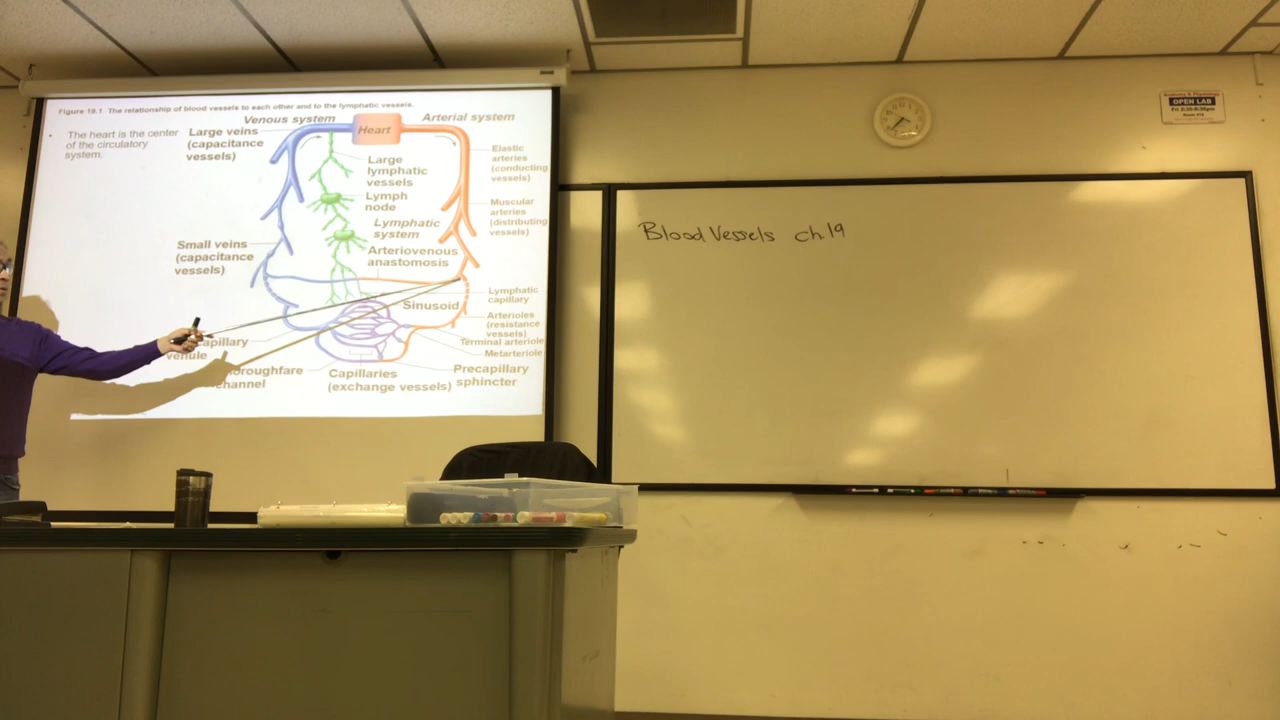 Figure 19.1 The relationship of blood vessels to each other and to the lymphatic vessels.
• The heart is the center
of the circulatory
system.
Venous system
Heart
Arterial system
Large veins
(capacitance
vessels)
Large
lymphatic
vessels
Elastic
arteries
(conducting
vessels)
Lymph
node
Muscular
arteries
(distributing
vessels)
Lymphatic
system
Small veins
(capacitance
vessels)
Arteriovenous
anastomosis
Lymphatic
capillary
Sinusoid
Arterioles
(resistance
vessels)
Terminal arteriole
Metarteriole
apillary
venule
oroughfare
channel
Capillaries
(exchange vessels)
Precapillary
sphincter
Blood Vessels ch.19
Anatomy & Physiology
OPEN LAB